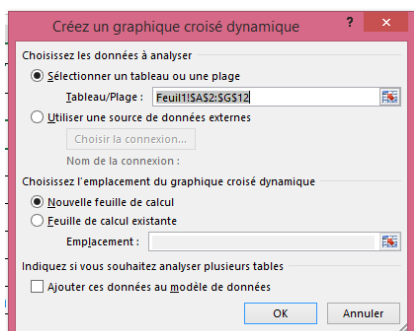 Créez un graphique croisé dynamique ? ×
Choisissez les données à analyser
Sélectionner un tableau ou une plage
Tableau/Plage : Feuil1!$A$2:$G$12
Utiliser une source de données externes
Choisir la connexion...
Nom de la connexion :
Choisissez l'emplacement du graphique croisé dynamique
Nouvelle feuille de calcul
Feuille de calcul existante
Emplacement :
Indiquez si vous souhaitez analyser plusieurs tables
Ajouter ces données au modèle de données
OK Annuler